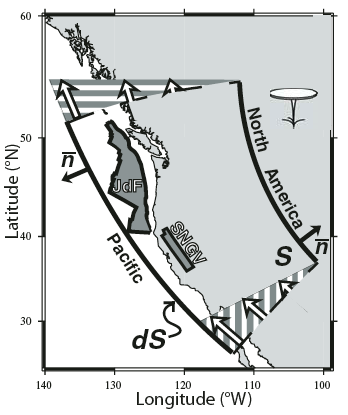 60
50
40
30
Latitude (°N)
North
America
n̅
JdF
SNGV
S
n̅
Pacific
dS
140
130
120
110
100
Longitude (°W)